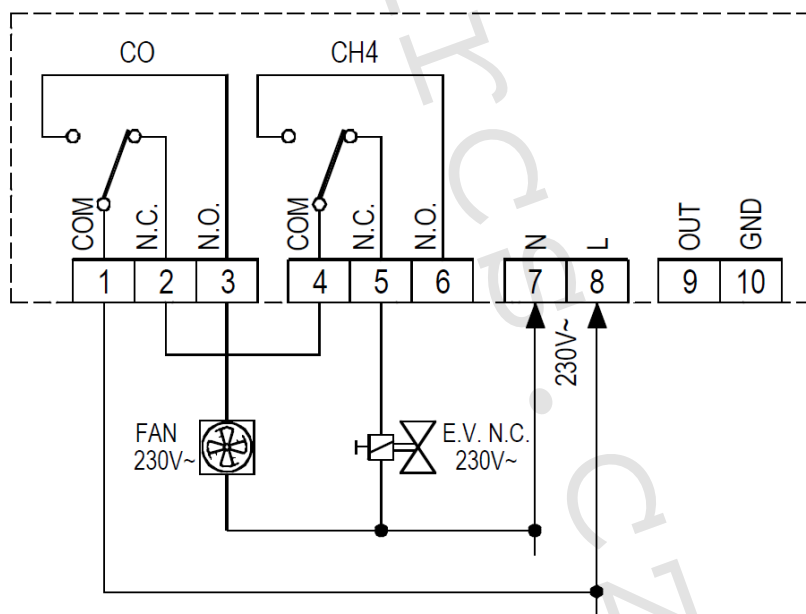 CO
CH4
COM
N.C.
N.O.
COM
N.C.
N.O.
N
L
OUT
GND
1
2
3
4
5
6
7
8
9
10
230V~
FAN
230V~
E.V. N.C.
230V~